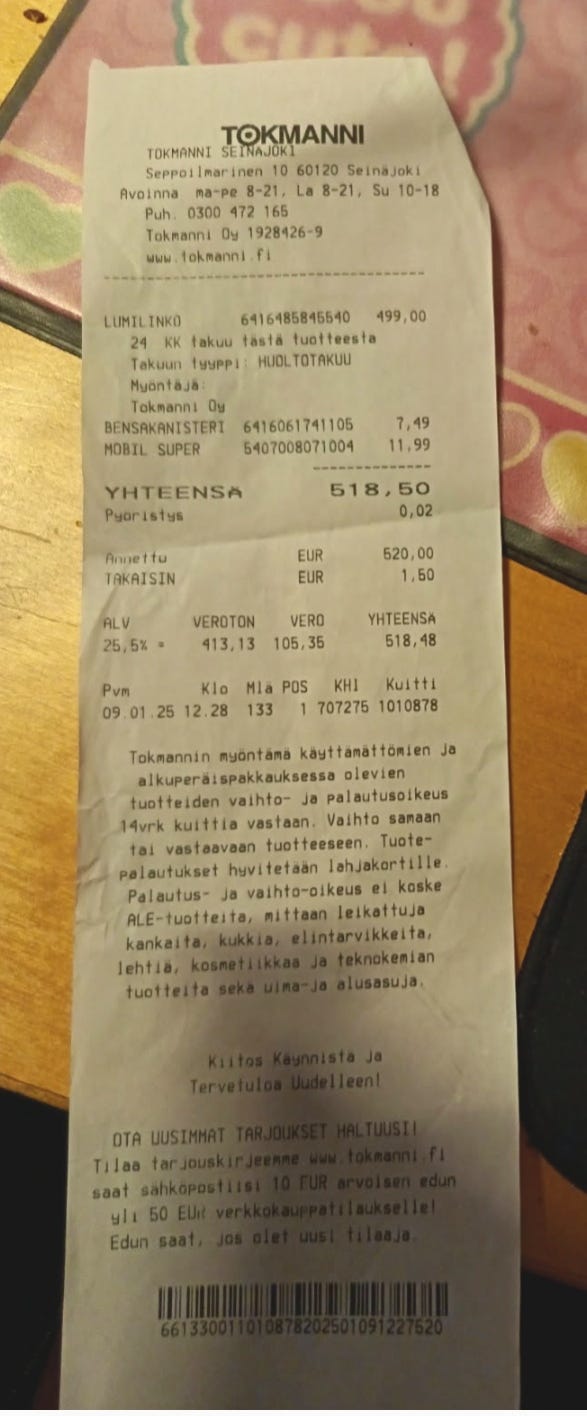 cute!
TOKMANNI
TOKMANNI SEINÄJOKI
Seppoilmarinen 10 60120 Seinäjoki
Avoinna ma-pe 8-21, La 8-21, Su 10-18
Puh. 0300 472 165
Tokmanni Oy 1928426-9
www.tokmanni.fi
LUMILINKO 6416485845540 499,00
24 KK takuu tästä tuotteesta
Takuun tyyppi: HUOLTOTAKUU
Myöntäjä:
Tokmanni Oy
BENSAKANISTERI 6416061741105 7,49
MOBIL SUPER 5407008071004 11,99
YHTEENSÄ 518,50
Pyöristys 0,02
Annettu EUR 520,00
TAKAISIN EUR 1,50
ALV VEROTON VERO YHTEENSÄ
25,5% = 413,13 105,35 518,48
Pvm Klo Mla POS KHI Kuitti
09.01.25 12.28 133 1 707275 1010878
Tokmannin myöntämä käyttämättömien ja
alkuperäispakkauksessa olevien
tuotteiden vaihto- ja palautusoikeus
14vrk kuittia vastaan. Vaihto samaan
tai vastaavaan tuotteeseen. Tuote-
palautukset hyvitetään lahjakortille.
Palautus- ja vaihto-oikeus ei koske
ALE-tuotteita, mittaan leikattuja
kankaita, kukkia, elintarvikkeita,
lehtiä, kosmetiikkaa ja teknokemian
tuotteita sekä uima-ja alusasuja.
Kiitos Käynnistä ja
Tervetuloa Uudelleen!
OTA UUSIMMAT TARJOUKSET HALTUUSI!
Tilaa tarjouskirjeemme www.tokmanni.fi
saat sähköpostiisi 10 EUR arvoisen edun
yli 50 EUR verkkokauppatilaukselle!
Edun saat, jos olet uusi tilaaja.
661330011010878202501091227520